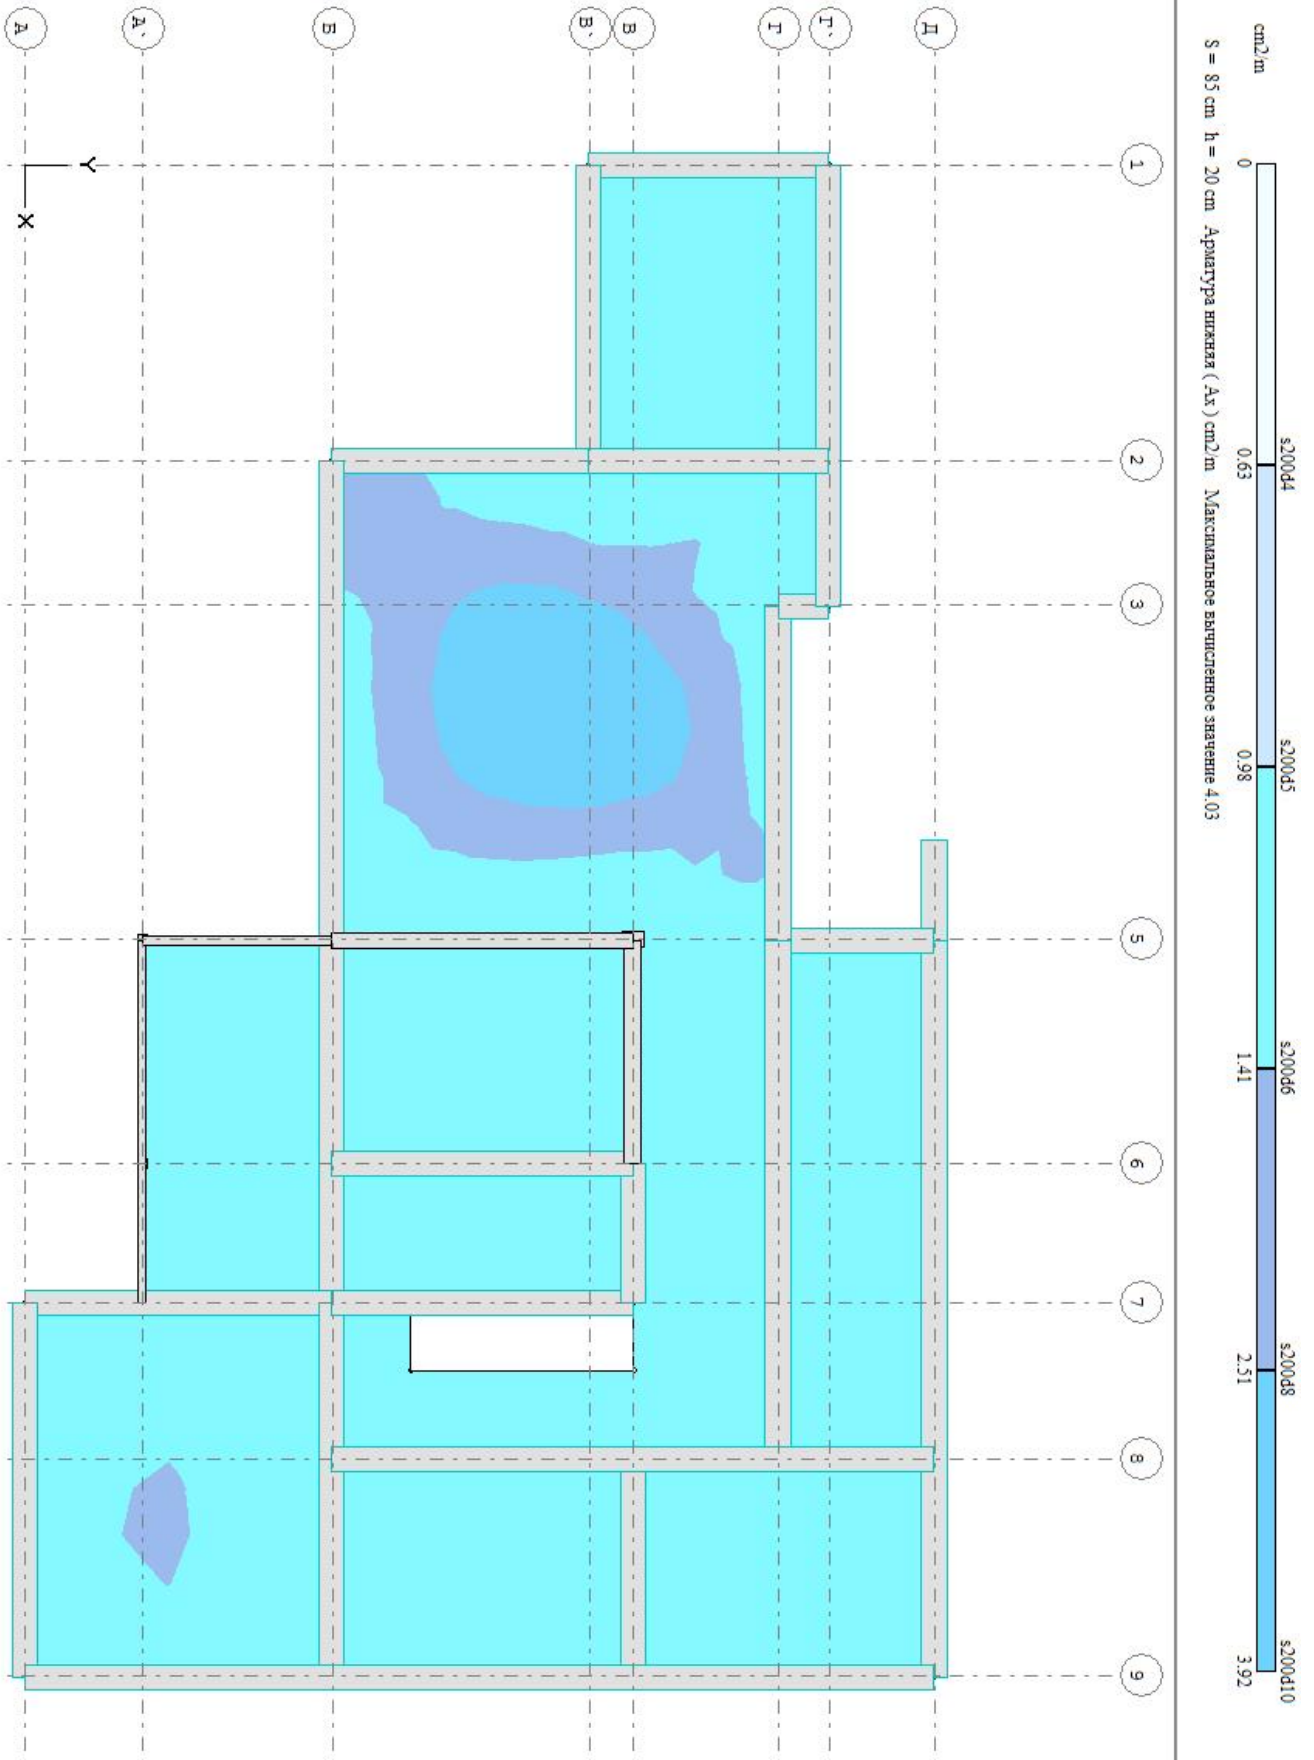 cm2/m
s200d4 s200d5 s200d6 s200d8 s200d10
0 0.63 0.98 1.41 2.51 3.92
S = 85 cm h = 20 cm Арматура нижняя ( Ax ) cm2/m Максимальное вычисленное значение 4.03
1 2 3 5 6 7 8 9
Д
Г'
Г
В
В'
Б
А'
А
Y
X